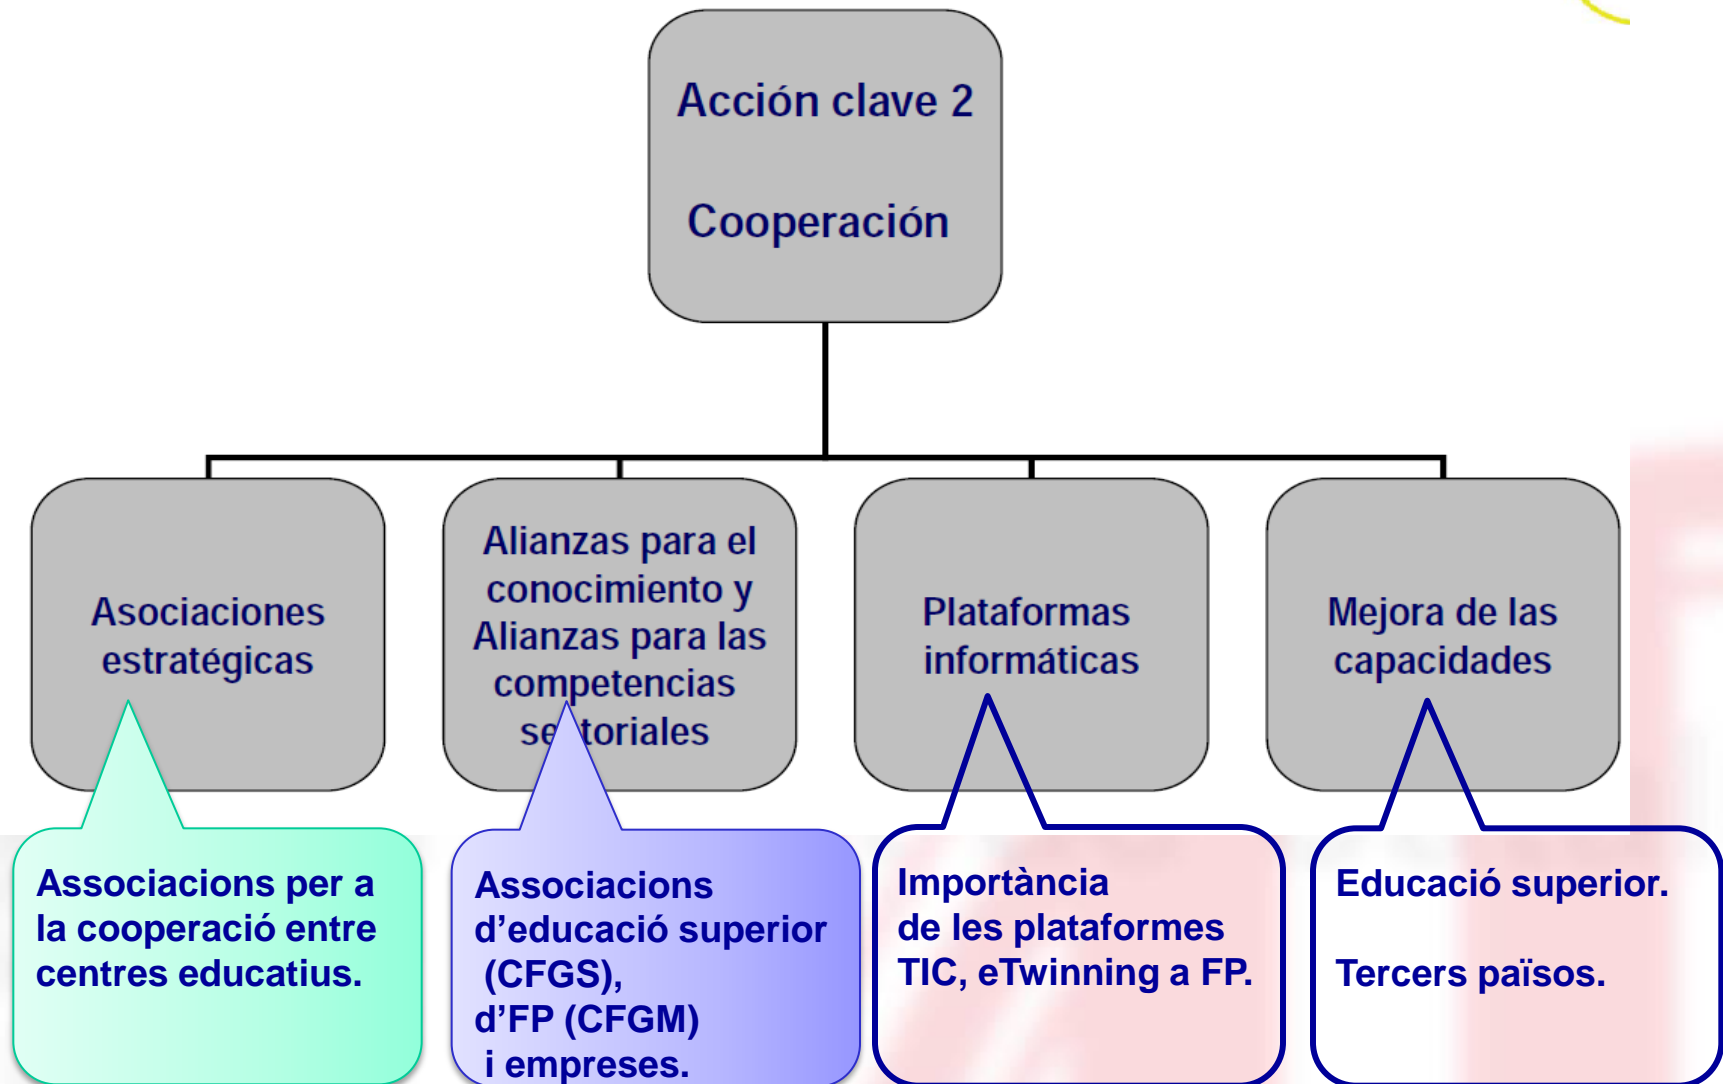 Acción clave 2
Cooperación
Asociaciones
estratégicas
Alianzas para el
conocimiento y
Alianzas para las
competencias
sectoriales
Plataformas
informáticas
Mejora de las
capacidades
Associacions per a
la cooperació entre
centres educatius.
Associacions
d’educació superior
(CFGS),
d’FP (CFGM)
i empreses.
Importància
de les plataformes
TIC, eTwinning a FP.
Educació superior.
Tercers països.